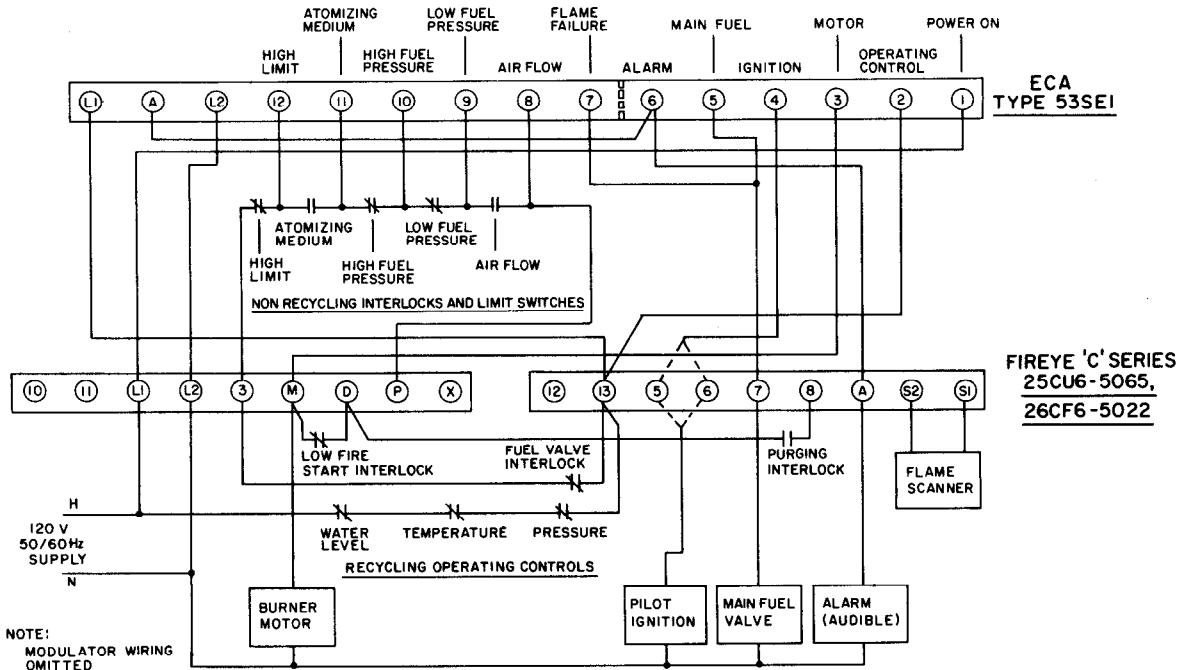 ATOMIZING MEDIUM
LOW FUEL PRESSURE
FLAME FAILURE
MAIN FUEL
MOTOR
POWER ON
HIGH LIMIT
HIGH FUEL PRESSURE
AIR FLOW
ALARM
IGNITION
OPERATING CONTROL
L1 A L2 12 11 10 9 8 7 6 5 4 3 2 1
ECA
TYPE 53SE1
ATOMIZING MEDIUM
LOW FUEL PRESSURE
HIGH LIMIT
HIGH FUEL PRESSURE
AIR FLOW
NON RECYCLING INTERLOCKS AND LIMIT SWITCHES
10 11 L1 L2 3 M D P X
12 13 5 6 7 8 A S2 S1
FIREYE 'C' SERIES
25CU6-5065,
26CF6-5022
LOW FIRE
START INTERLOCK
FUEL VALVE
INTERLOCK
PURGING
INTERLOCK
FLAME
SCANNER
H
120 V
50/60Hz
SUPPLY
N
WATER
LEVEL
TEMPERATURE
PRESSURE
RECYCLING OPERATING CONTROLS
BURNER
MOTOR
PILOT
IGNITION
MAIN FUEL
VALVE
ALARM
(AUDIBLE)
NOTE:
MODULATOR WIRING
OMITTED